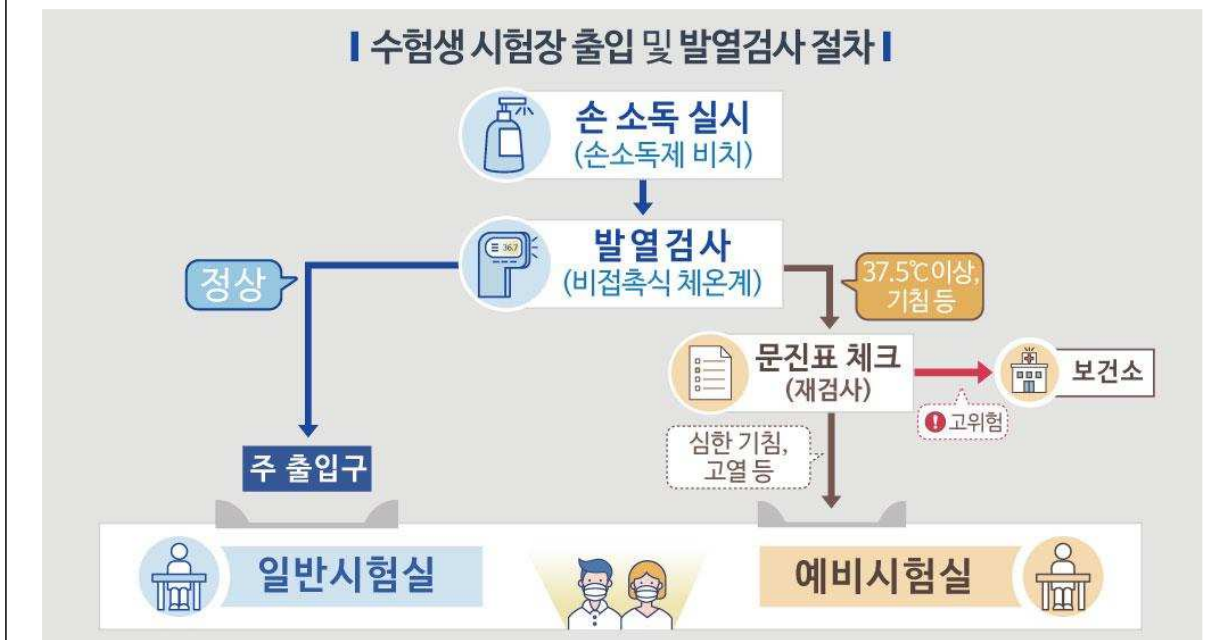 수험생 시험장 출입 및 발열검사 절차
손 소독 실시
(손소독제 비치)
36.7
발열검사
(비접촉식 체온계)
정상
37.5℃이상,
기침 등
문진표 체크
(재검사)
보건소
고위험
심한 기침,
고열 등
주 출입구
일반시험실
예비시험실